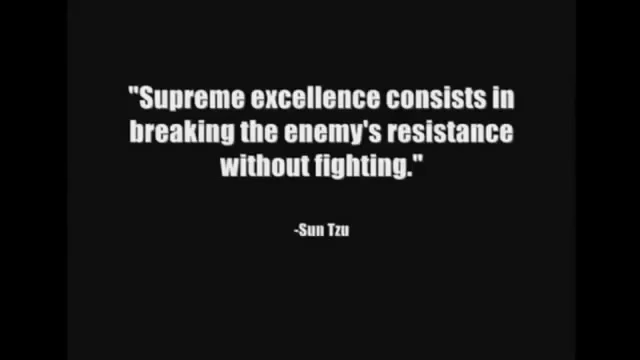 "Supreme excellence consists in
breaking the enemy's resistance
without fighting."
-Sun Tzu